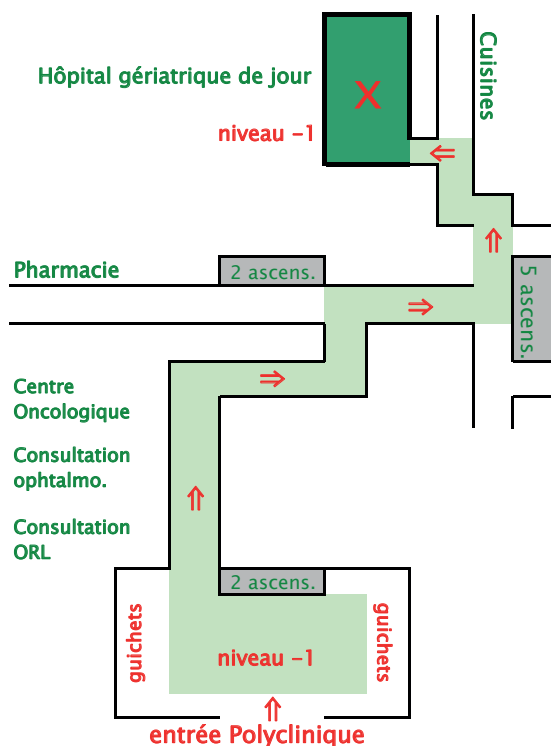 Cuisines
Hôpital gériatrique de jour
X
niveau -1
Pharmacie
2 ascens.
5 ascens.
Centre
Oncologique
Consultation
ophtalmo.
Consultation
ORL
2 ascens.
guichets
guichets
niveau -1
entrée Polyclinique